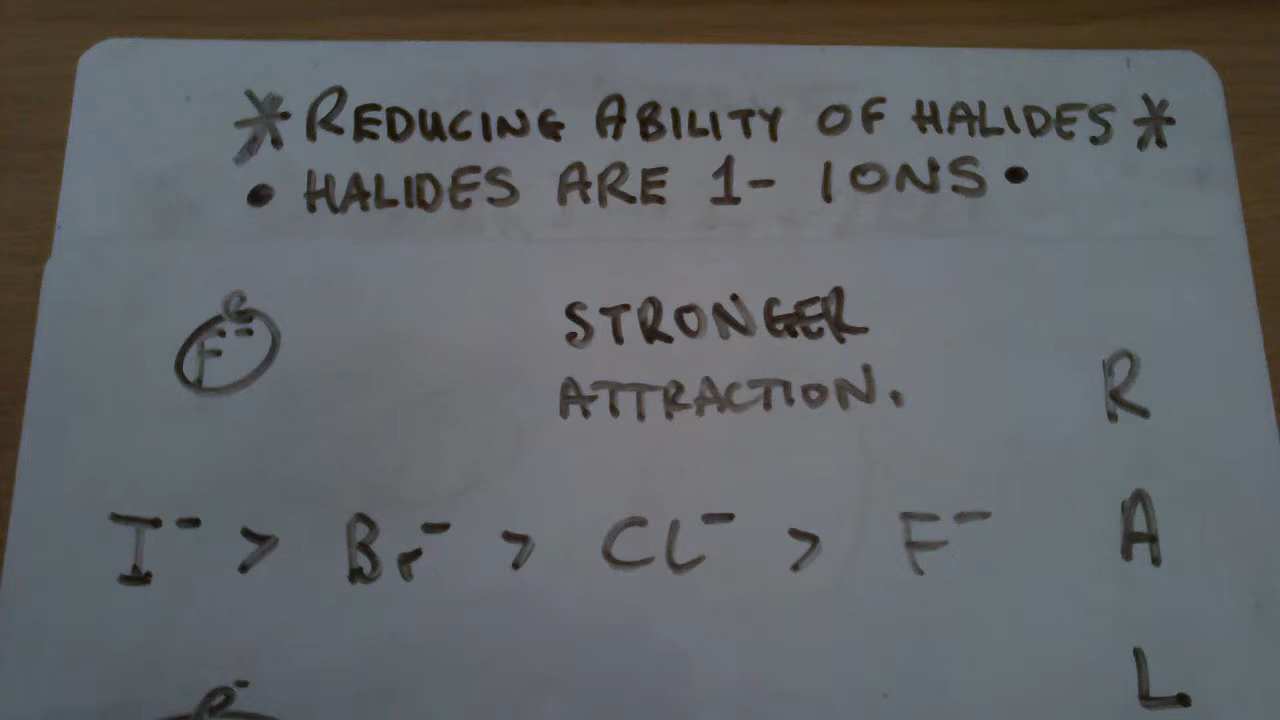 * REDUCING ABILITY OF HALIDES *
• HALIDES ARE 1- IONS •
e
F-
STRONGER
ATTRACTION.
R
I- > Br- > Cl- > F-
A
L
e-